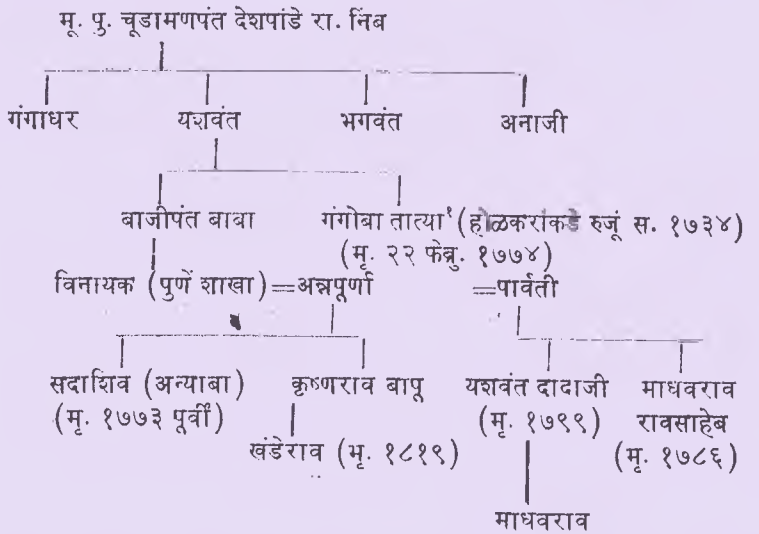 मू. पु. चूडामणपंत देशपांडे रा. निंब
गंगाधर यशवंत भगवंत अनाजी
बाजीपंत बाबा गंगोबा तात्या¹ (होळकरांकडे रुजूं स. १७३४)
(मृ. २२ फेब्रु. १७७४)
विनायक (पुणें शाखा) =अन्नपूर्णा =पार्वती
सदाशिव (अन्याबा) कृष्णराव बापू यशवंत दादाजी माधवराव
(मृ. १७७३ पूर्वी) (मृ. १७९९) रावसाहेब
खंडेराव (मृ. १८१९) (मृ. १७८६)
माधवराव